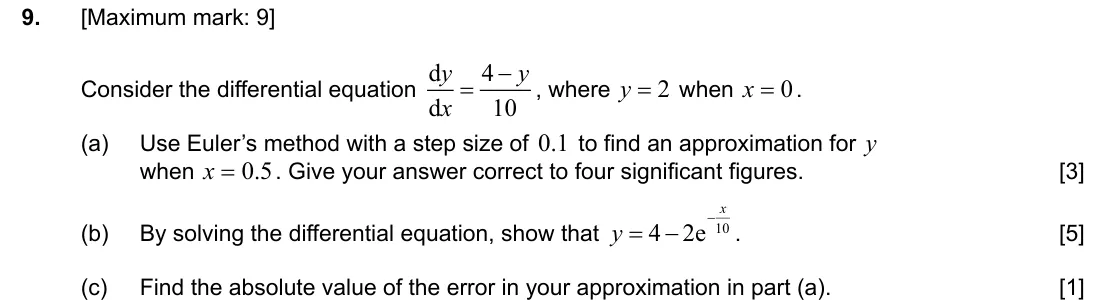 9. [Maximum mark: 9]
Consider the differential equation dy/dx = (4 − y)/10, where y = 2 when x = 0.
(a) Use Euler’s method with a step size of 0.1 to find an approximation for y
when x = 0.5. Give your answer correct to four significant figures. [3]
(b) By solving the differential equation, show that y = 4 − 2e^(−x/10). [5]
(c) Find the absolute value of the error in your approximation in part (a). [1]